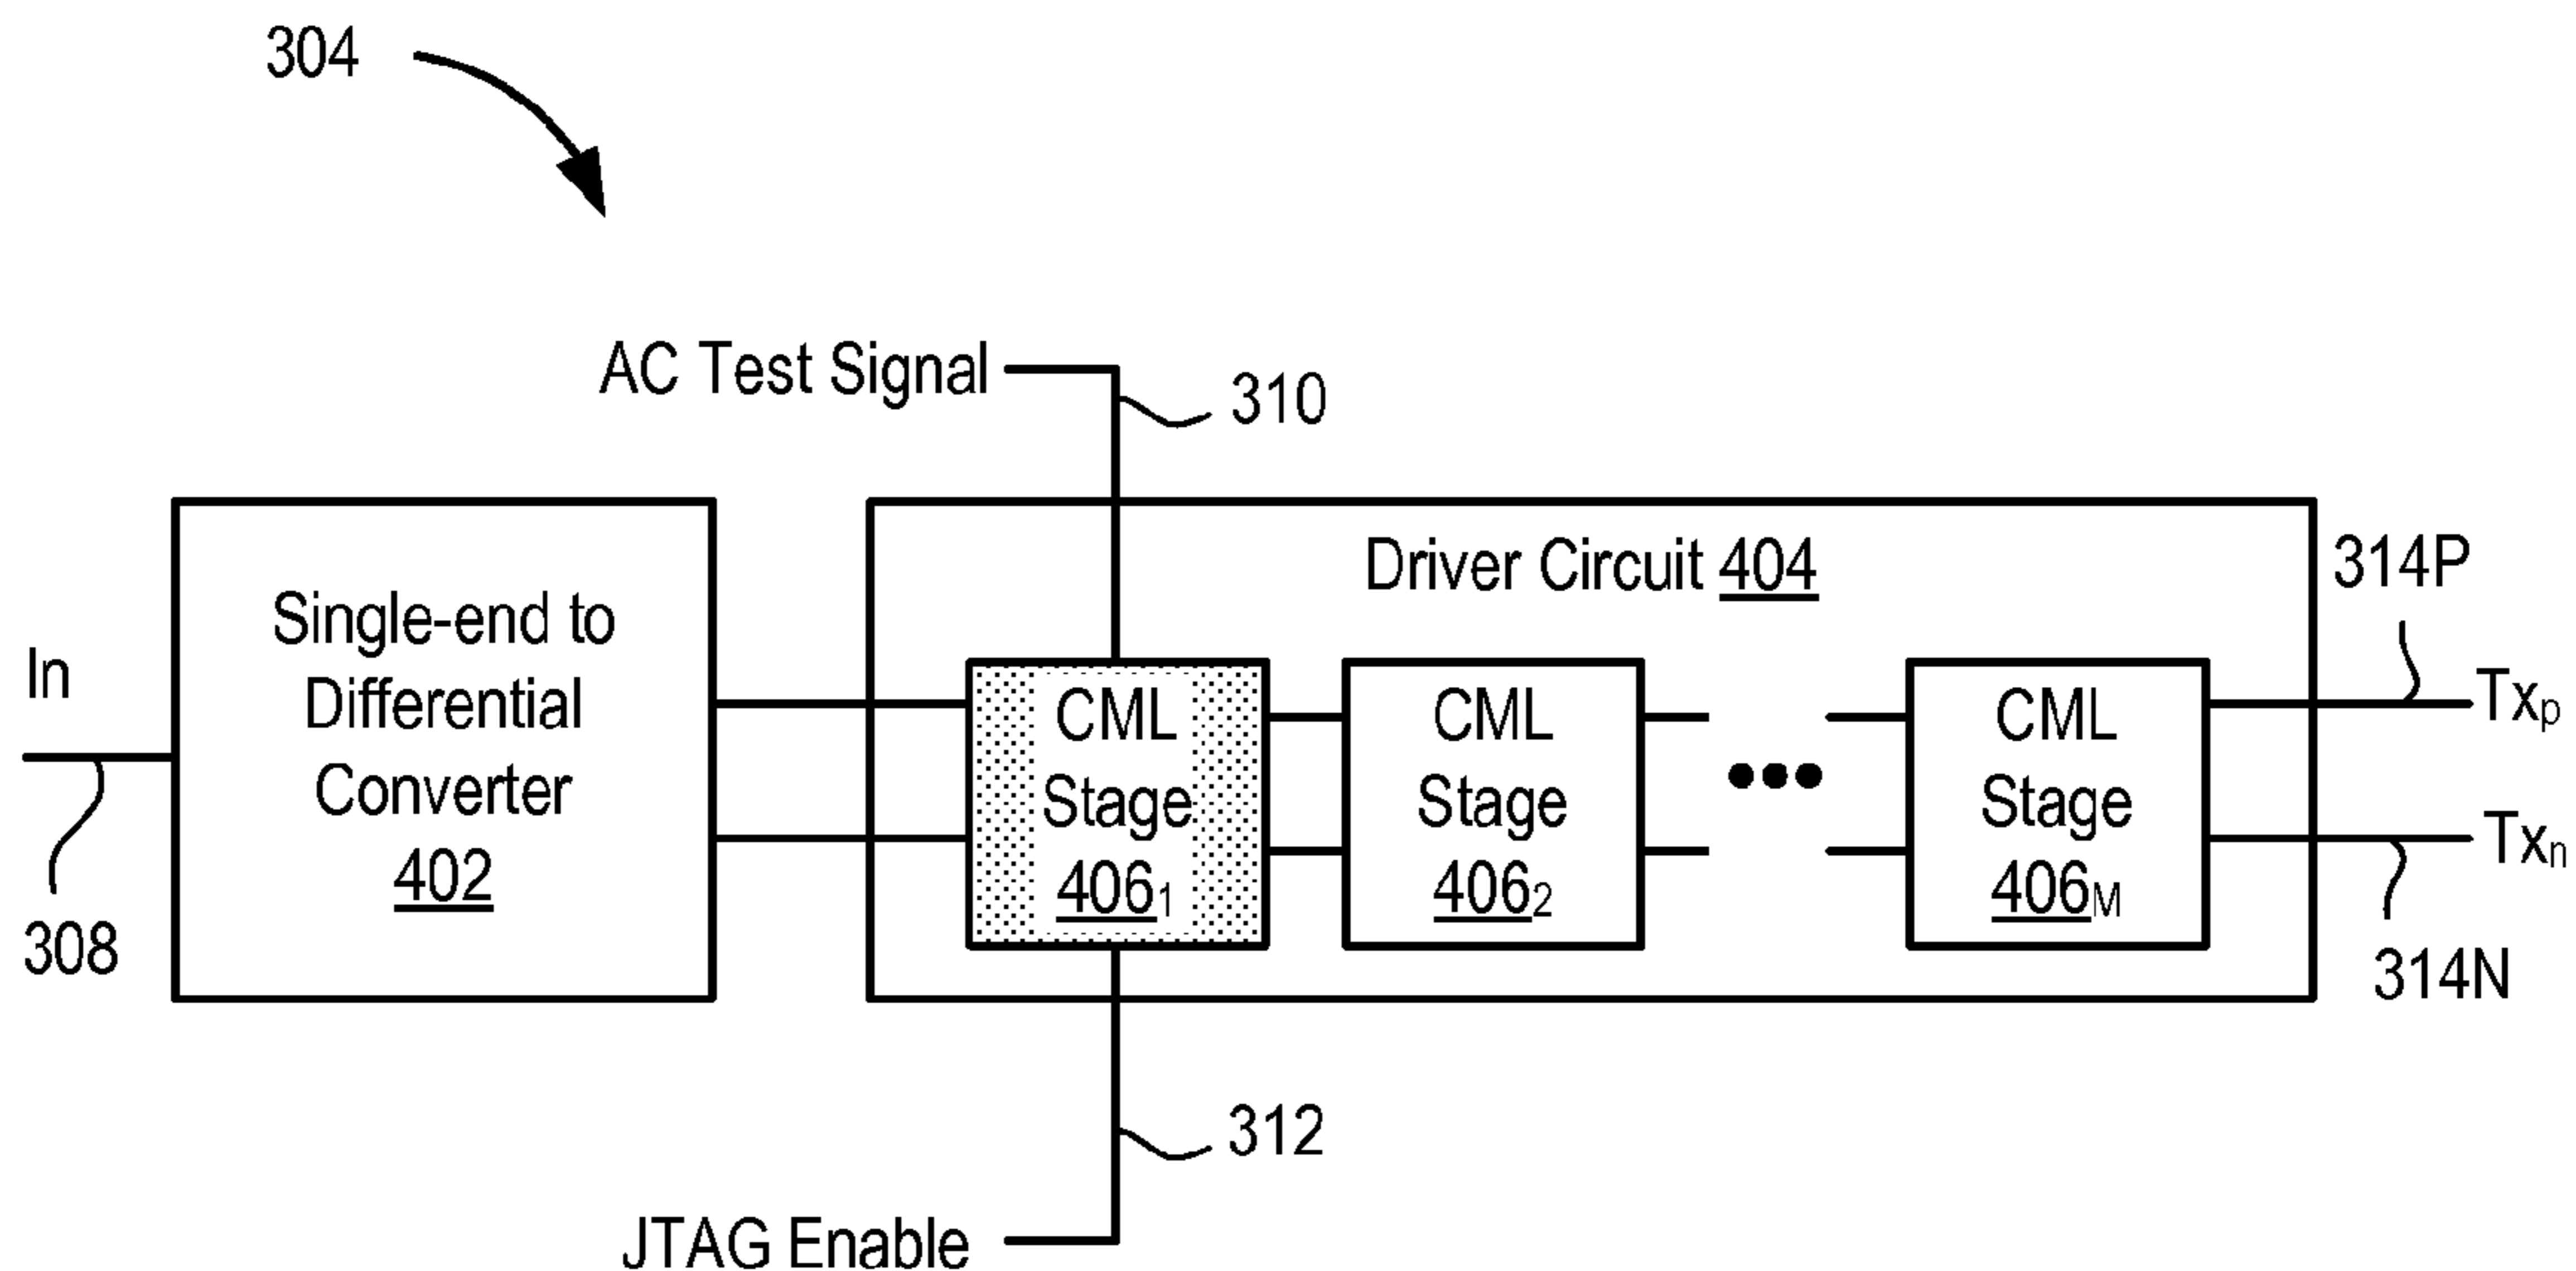 304
AC Test Signal
310
Driver Circuit 404
314P
In
Single-end to
Differential
Converter
402
CML
Stage
406₁
CML
Stage
406₂
•••
CML
Stage
406M
Txp
Txn
308
314N
312
JTAG Enable